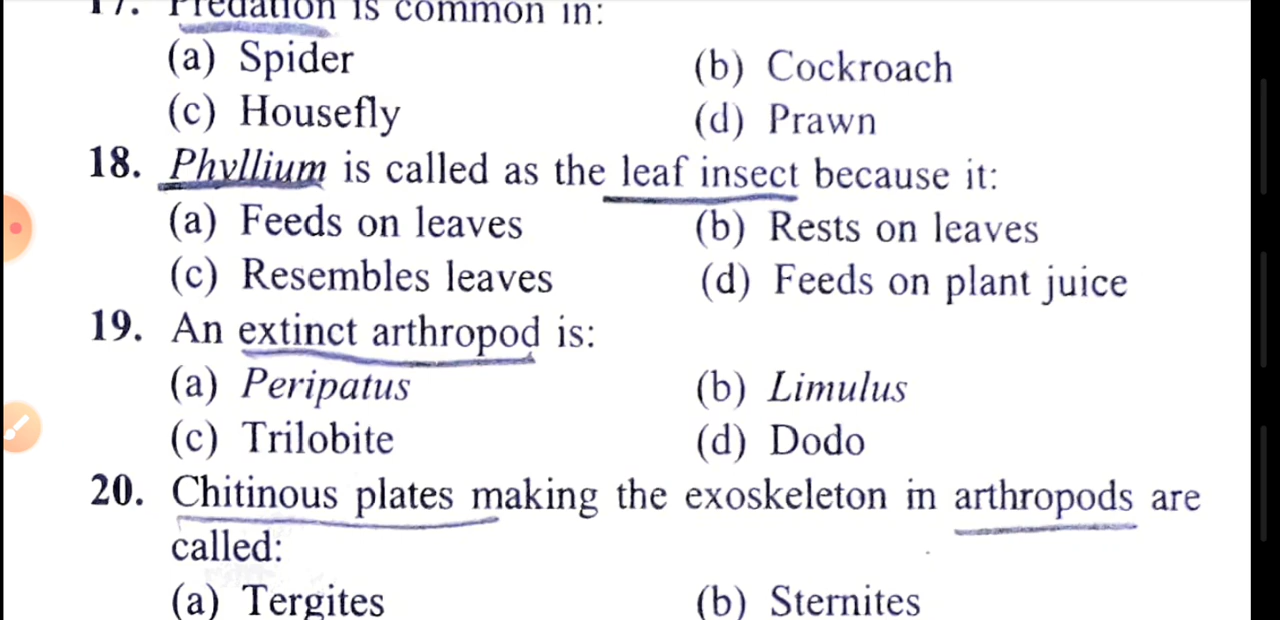 17. Predation is common in:
(a) Spider (b) Cockroach
(c) Housefly (d) Prawn
18. Phyllium is called as the leaf insect because it:
(a) Feeds on leaves (b) Rests on leaves
(c) Resembles leaves (d) Feeds on plant juice
19. An extinct arthropod is:
(a) Peripatus (b) Limulus
(c) Trilobite (d) Dodo
20. Chitinous plates making the exoskeleton in arthropods are
called:
(a) Tergites (b) Sternites